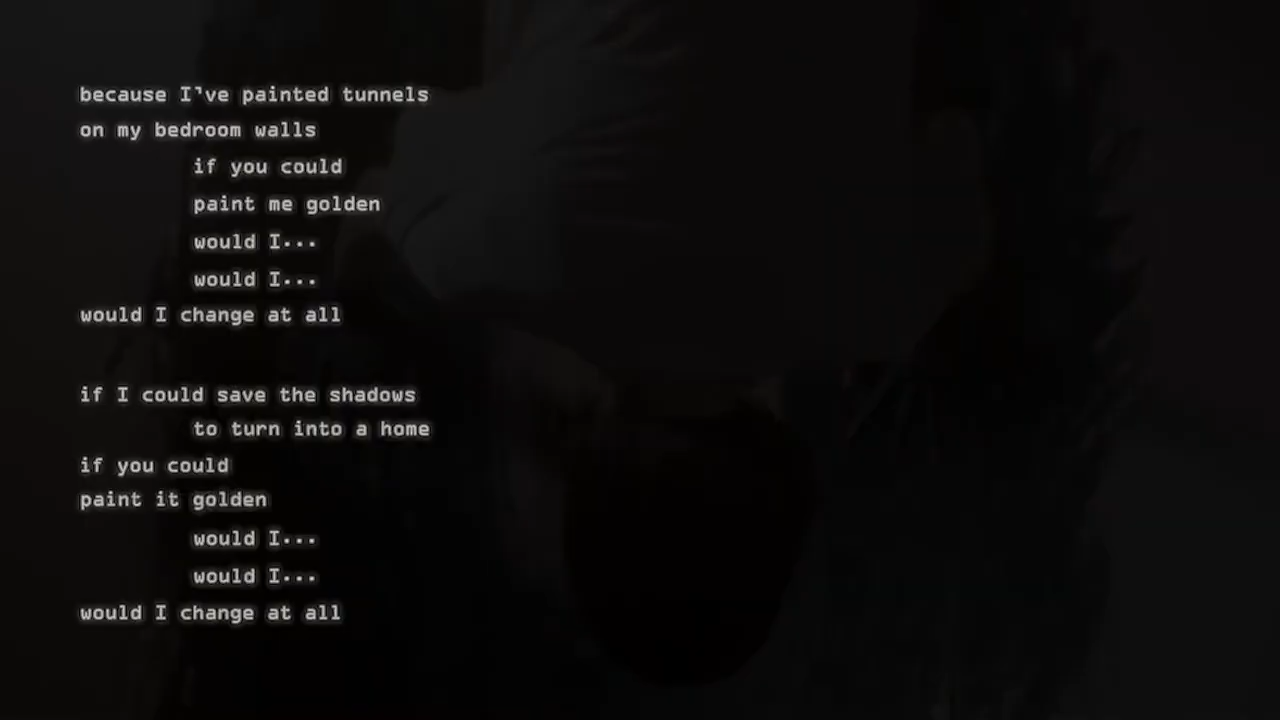 because I've painted tunnels
on my bedroom walls
if you could
paint me golden
would I...
would I...
would I change at all
if I could save the shadows
to turn into a home
if you could
paint it golden
would I...
would I...
would I change at all